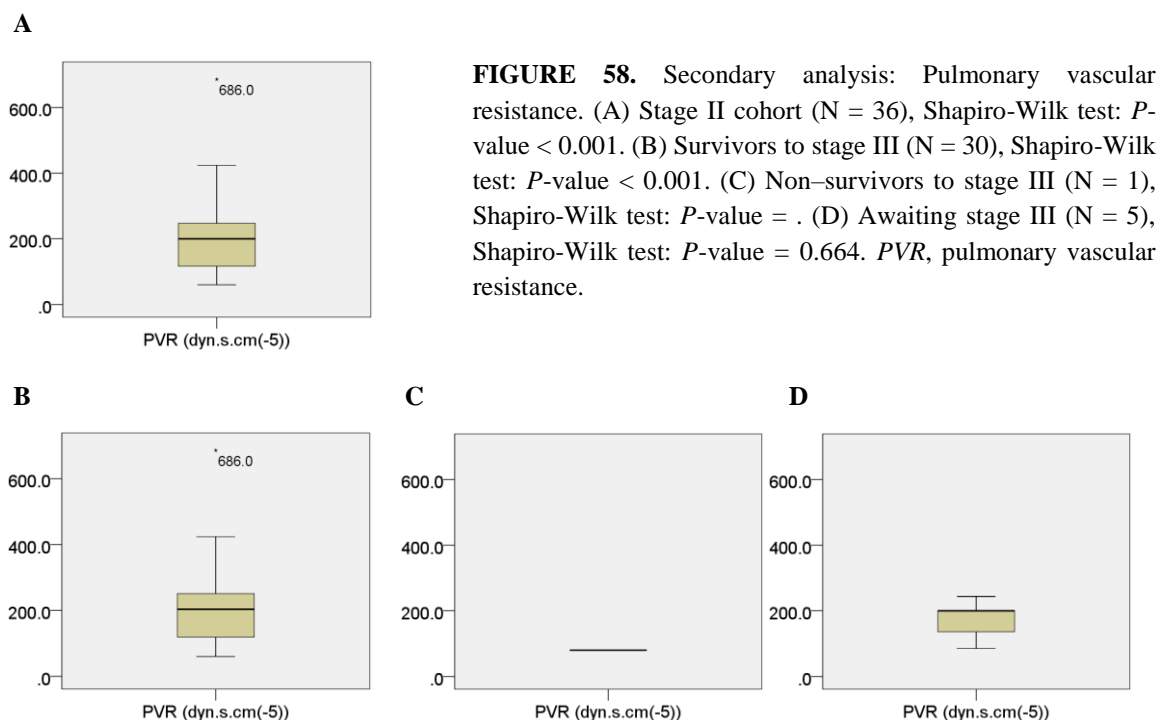 A
FIGURE 58. Secondary analysis: Pulmonary vascular
resistance. (A) Stage II cohort (N = 36), Shapiro-Wilk test: P-
value < 0.001. (B) Survivors to stage III (N = 30), Shapiro-Wilk
test: P-value < 0.001. (C) Non–survivors to stage III (N = 1),
Shapiro-Wilk test: P-value = . (D) Awaiting stage III (N = 5),
Shapiro-Wilk test: P-value = 0.664. PVR, pulmonary vascular
resistance.
* 686.0
600.0
400.0
200.0
.0
PVR (dyn.s.cm(-5))
B
* 686.0
600.0
400.0
200.0
.0
PVR (dyn.s.cm(-5))
C
600.0
400.0
200.0
.0
PVR (dyn.s.cm(-5))
D
600.0
400.0
200.0
.0
PVR (dyn.s.cm(-5))